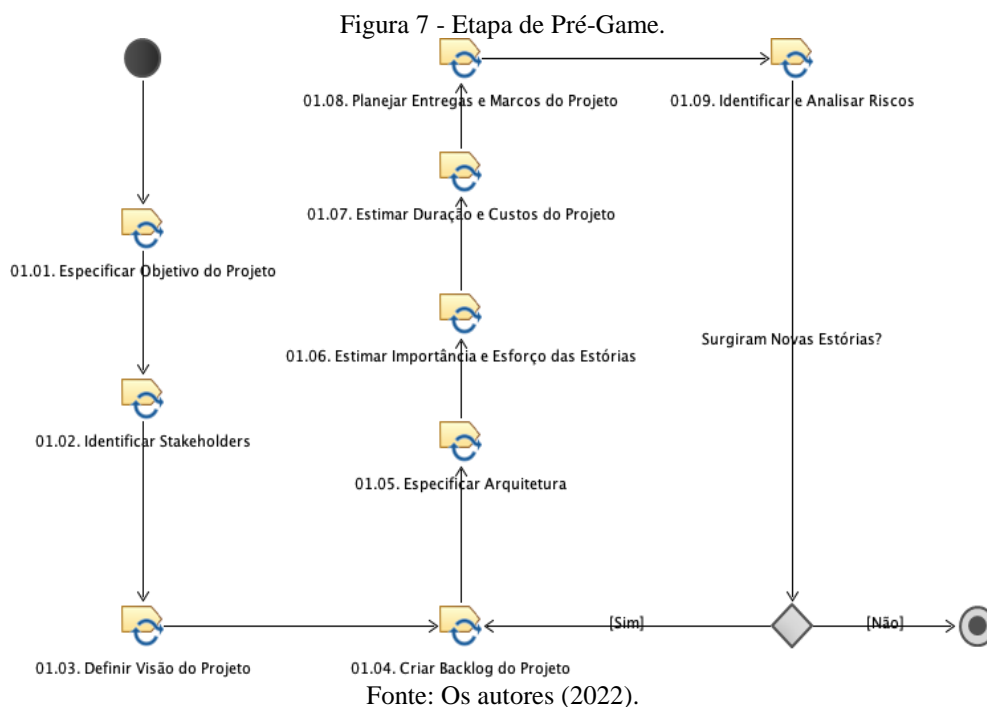 Figura 7 - Etapa de Pré-Game.
01.08. Planejar Entregas e Marcos do Projeto
01.09. Identificar e Analisar Riscos
01.07. Estimar Duração e Custos do Projeto
01.01. Especificar Objetivo do Projeto
Surgiram Novas Estórias?
01.06. Estimar Importância e Esforço das Estórias
01.02. Identificar Stakeholders
01.05. Especificar Arquitetura
[Sim]
[Não]
01.03. Definir Visão do Projeto
01.04. Criar Backlog do Projeto
Fonte: Os autores (2022).